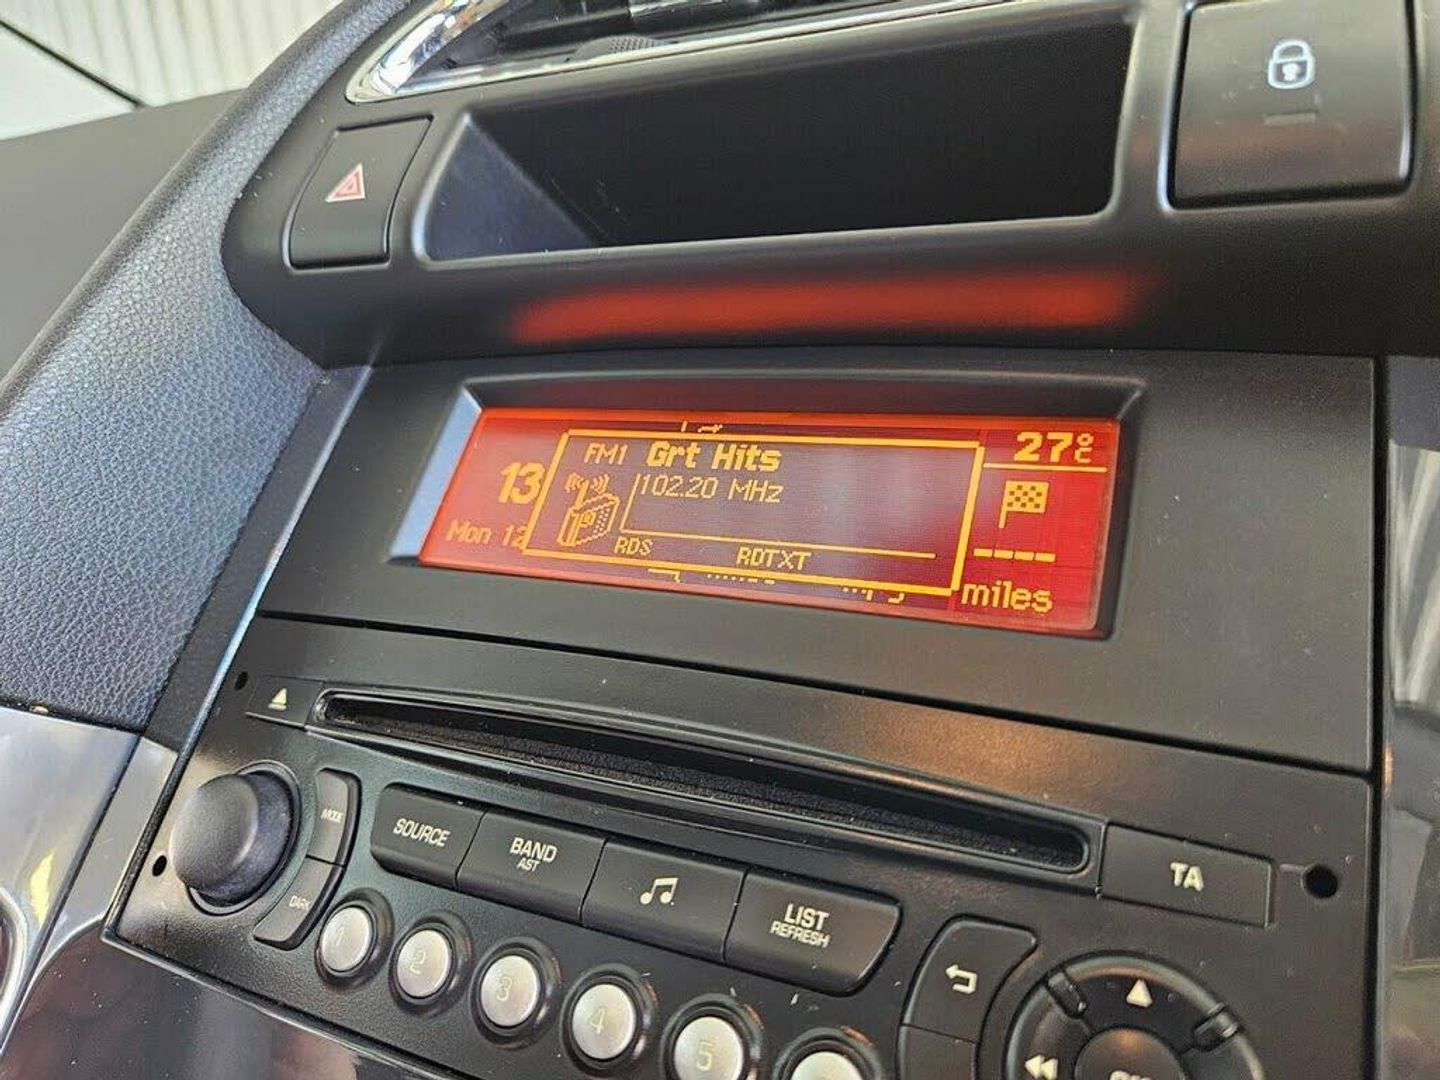 FM1 Grt Hits
27°C
13
102.20 MHz
Mon 12
RDS RDTXT
----
miles
MODE
DARK
SOURCE
BAND
AST
LIST
REFRESH
TA
1 2 3 4 5